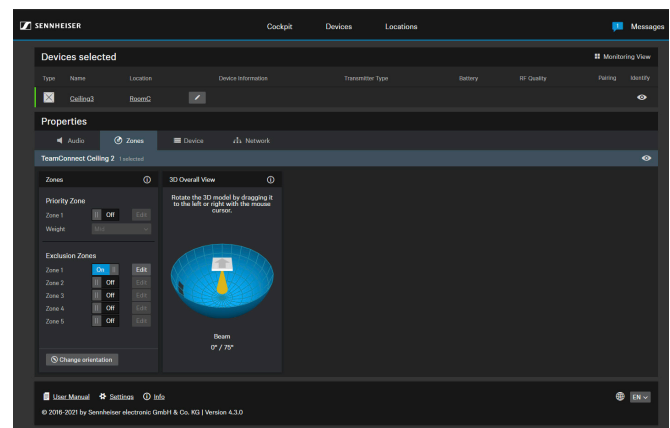 SENNHEISER Cockpit Devices Locations 1 Messages
Devices selected Monitoring View
Type Name Location Device Information Transmitter Type Battery RF Quality Pairing Identify
Ceiling3 RoomC
Properties
Audio Zones Device Network
TeamConnect Ceiling 2 1 selected
Zones 3D Overall View
Rotate the 3D model by dragging it
to the left or right with the mouse
cursor.
Priority Zone
Zone 1 Off Edit
Weight Mid
Exclusion Zones
Zone 1 On Edit
Zone 2 Off Edit
Zone 3 Off Edit
Zone 4 Off Edit
Zone 5 Off Edit
Beam
0° / 75°
Change orientation
User Manual Settings Info EN
© 2016-2021 by Sennheiser electronic GmbH & Co. KG | Version 4.3.0